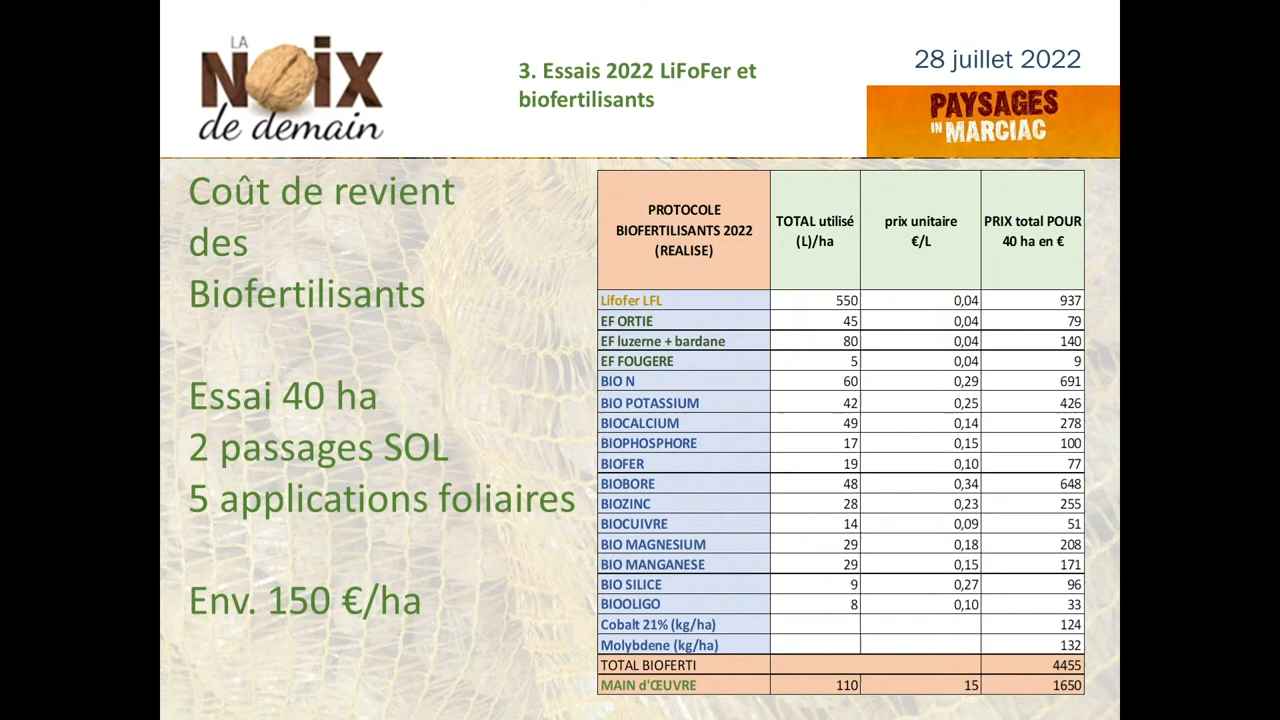 LA
NOIX
de demain
3. Essais 2022 LiFoFer et
biofertilisants
28 juillet 2022
PAYSAGES
IN MARCIAC
Coût de revient
des
Biofertilisants
Essai 40 ha
2 passages SOL
5 applications foliaires
Env. 150 €/ha
PROTOCOLE
BIOFERTILISANTS 2022
(REALISE)
TOTAL utilisé
(L)/ha
prix unitaire
€/L
PRIX total POUR
40 ha en €
Lifofer LFL 550 0,04 937
EF ORTIE 45 0,04 79
EF luzerne + bardane 80 0,04 140
EF FOUGERE 5 0,04 9
BIO N 60 0,29 691
BIO POTASSIUM 42 0,25 426
BIOCALCIUM 49 0,14 278
BIOPHOSPHORE 17 0,15 100
BIOFER 19 0,10 77
BIOBORE 48 0,34 648
BIOZINC 28 0,23 255
BIOCUIVRE 14 0,09 51
BIO MAGNESIUM 29 0,18 208
BIO MANGANESE 29 0,15 171
BIO SILICE 9 0,27 96
BIOOLIGO 8 0,10 33
Cobalt 21% (kg/ha) 124
Molybdene (kg/ha) 132
TOTAL BIOFERTI 4455
MAIN d'ŒUVRE 110 15 1650